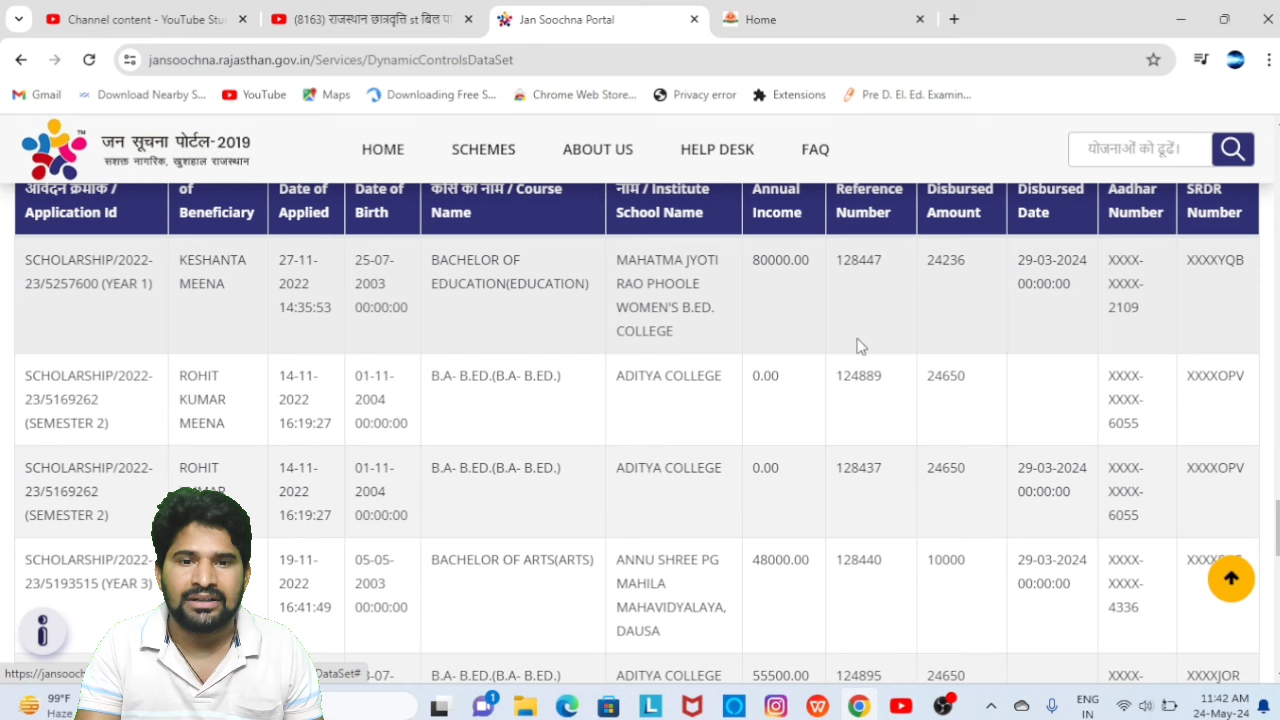 Channel content - YouTube Stu
(8163) राजस्थान छात्रवृत्ति st बिल पा
Jan Soochna Portal
Home
jansoochna.rajasthan.gov.in/Services/DynamicControlsDataSet
Gmail
Download Nearby S...
YouTube
Maps
Downloading Free S...
Chrome Web Store...
Privacy error
Extensions
Pre D. El. Ed. Examin...
TM
जन सूचना पोर्टल-2019
सशक्त नागरिक, खुशहाल राजस्थान
HOME
SCHEMES
ABOUT US
HELP DESK
FAQ
योजनाओं को ढूढें।
आवेदन क्रमांक /
Application Id
of
Beneficiary
Date of
Applied
Date of
Birth
कोर्स का नाम / Course
Name
नाम / Institute
School Name
Annual
Income
Reference
Number
Disbursed
Amount
Disbursed
Date
Aadhar
Number
SRDR
Number
SCHOLARSHIP/2022-
23/5257600 (YEAR 1)
KESHANTA
MEENA
27-11-
2022
14:35:53
25-07-
2003
00:00:00
BACHELOR OF
EDUCATION(EDUCATION)
MAHATMA JYOTI
RAO PHOOLE
WOMEN'S B.ED.
COLLEGE
80000.00
128447
24236
29-03-2024
00:00:00
XXXX-
XXXX-
2109
XXXXYQB
SCHOLARSHIP/2022-
23/5169262
(SEMESTER 2)
ROHIT
KUMAR
MEENA
14-11-
2022
16:19:27
01-11-
2004
00:00:00
B.A- B.ED.(B.A- B.ED.)
ADITYA COLLEGE
0.00
124889
24650
XXXX-
XXXX-
6055
XXXXOPV
SCHOLARSHIP/2022-
23/5169262
(SEMESTER 2)
ROHIT
14-11-
2022
16:19:27
01-11-
2004
00:00:00
B.A- B.ED.(B.A- B.ED.)
ADITYA COLLEGE
0.00
128437
24650
29-03-2024
00:00:00
XXXX-
XXXX-
6055
XXXXOPV
SCHOLARSHIP/2022-
23/5193515 (YEAR 3)
19-11-
2022
16:41:49
05-05-
2003
00:00:00
BACHELOR OF ARTS(ARTS)
ANNU SHREE PG
MAHILA
MAHAVIDYALAYA,
DAUSA
48000.00
128440
10000
29-03-2024
00:00:00
XXXX-
XXXX-
4336
B.A- B.ED.(B.A- B.ED.)
ADITYA COLLEGE
55500.00
124895
24650
XXXX-
XXXXJOR
https://jansooch
DataSet#
99°F
Haze
1
ENG
IN
11:42 AM
24-May-24